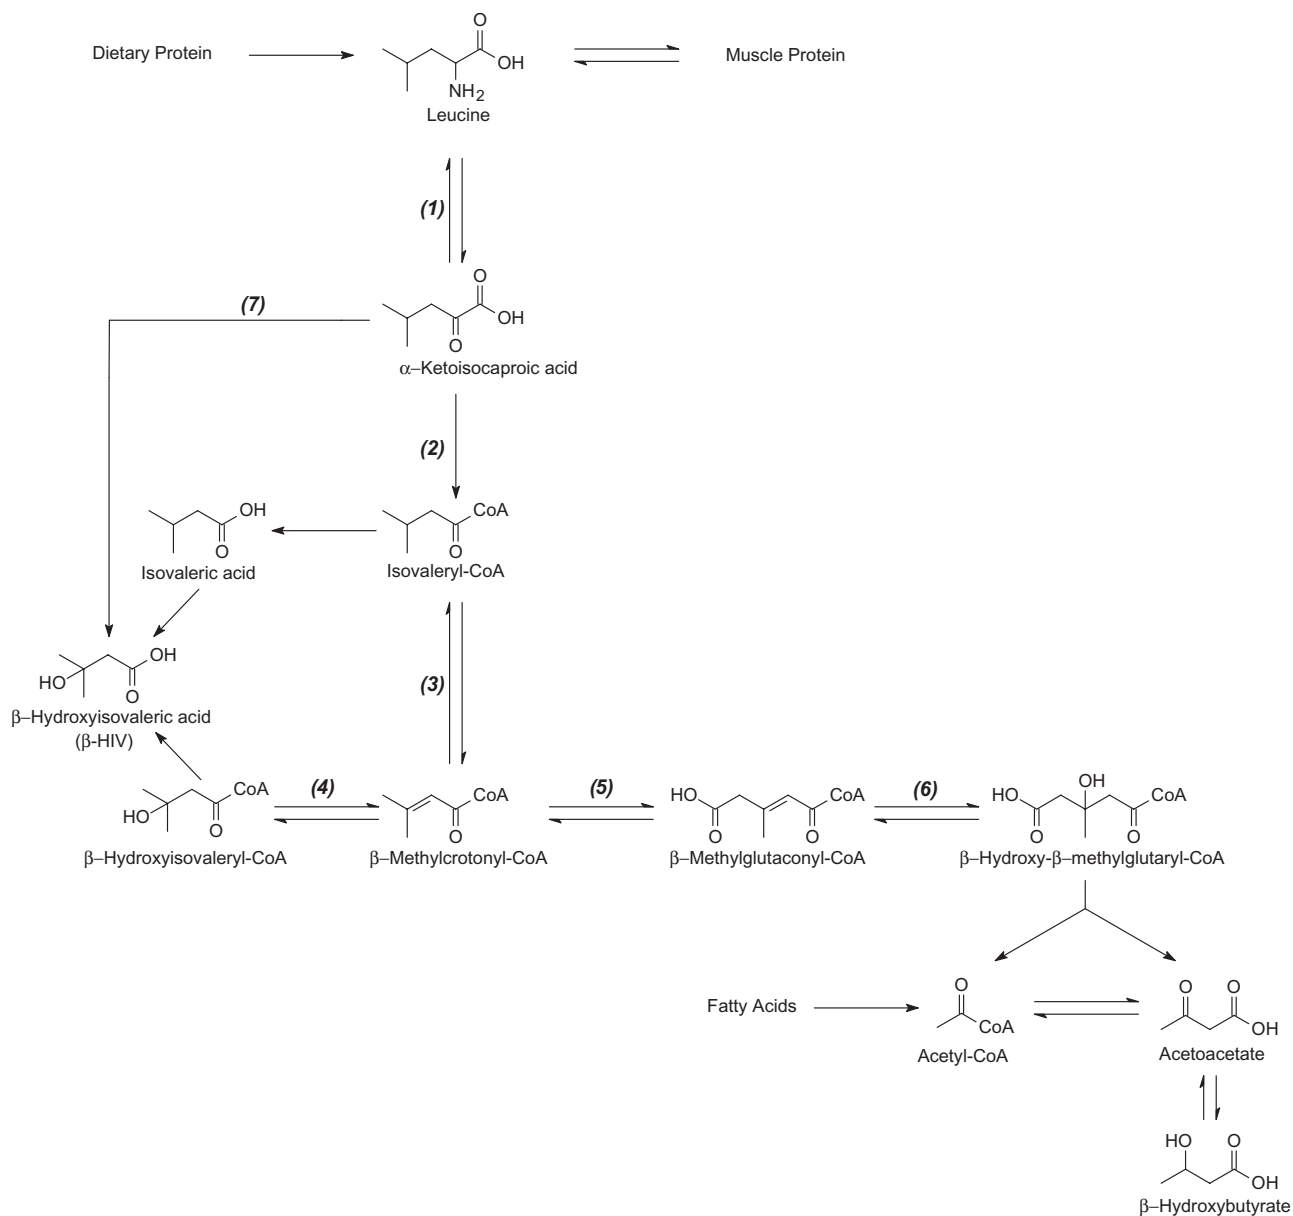 O
Dietary Protein
OH
Muscle Protein
NH2
Leucine
(1)
O
(7)
OH
O
α–Ketoisocaproic acid
(2)
OH
CoA
O
O
Isovaleric acid
Isovaleryl-CoA
OH
HO
O
(3)
β–Hydroxyisovaleric acid
(β-HIV)
HO
CoA
O
(4)
CoA
O
(5)
HO
O
CoA
O
(6)
HO
O
OH
CoA
O
β–Hydroxyisovaleryl-CoA
β–Methylcrotonyl-CoA
β–Methylglutaconyl-CoA
β–Hydroxy-β–methylglutaryl-CoA
O
O
O
Fatty Acids
CoA
OH
Acetyl-CoA
Acetoacetate
HO
O
OH
β–Hydroxybutyrate